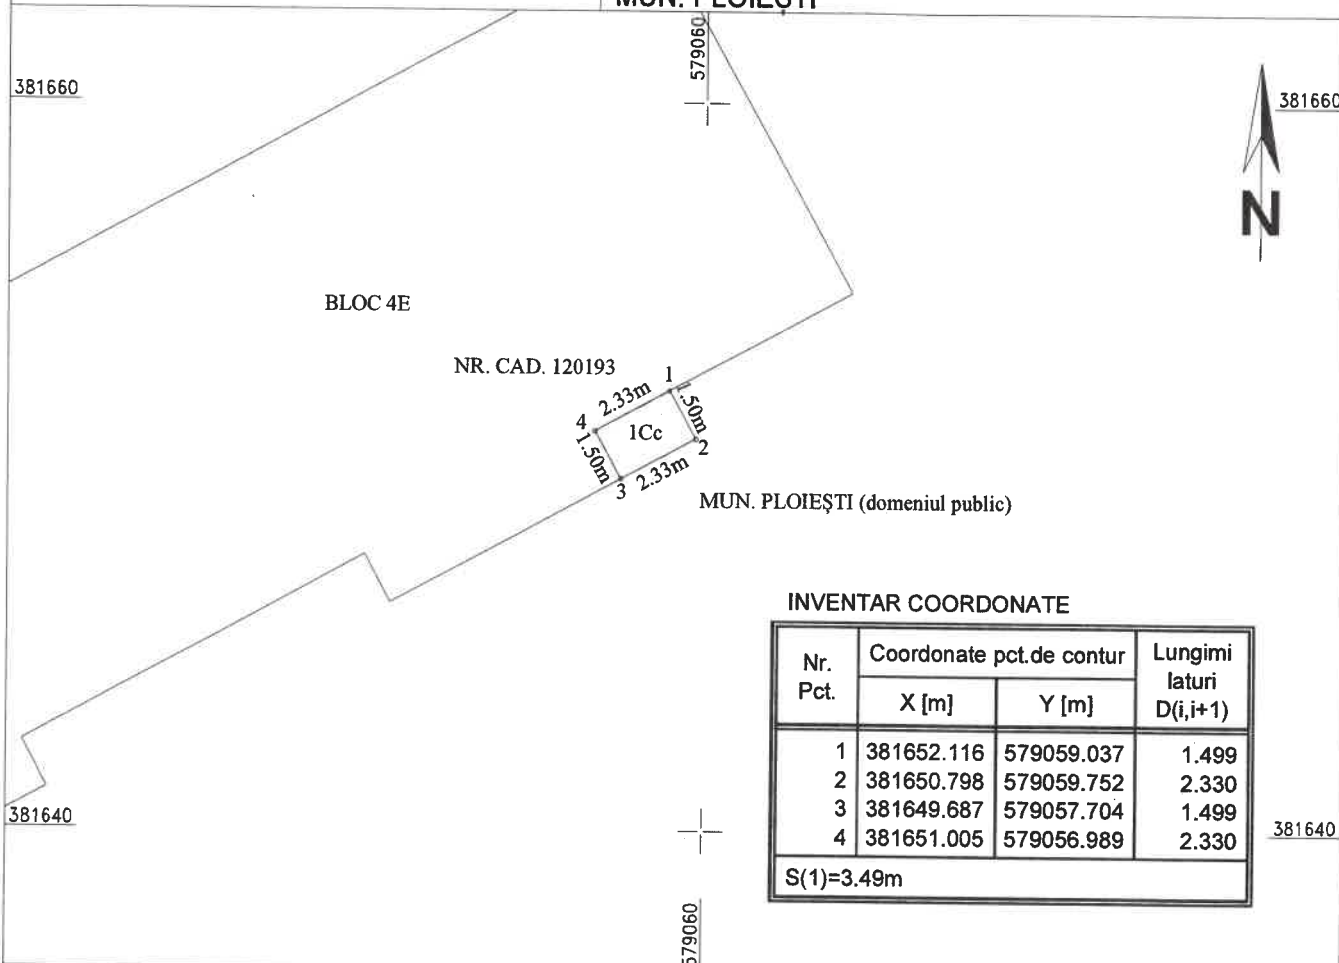 MUN. PLOIEŞTI
579060
381660
381660
N
BLOC 4E
NR. CAD. 120193
1
2.33m
1.50m
4
1Cc
2
1.50m
2.33m
3
MUN. PLOIEŞTI (domeniul public)
INVENTAR COORDONATE
Nr. Pct. Coordonate pct.de contur Lungimi laturi D(i,i+1)
X [m] Y [m]
1 381652.116 579059.037 1.499
2 381650.798 579059.752 2.330
3 381649.687 579057.704 1.499
4 381651.005 579056.989 2.330
S(1)=3.49m
381640
381640
579060